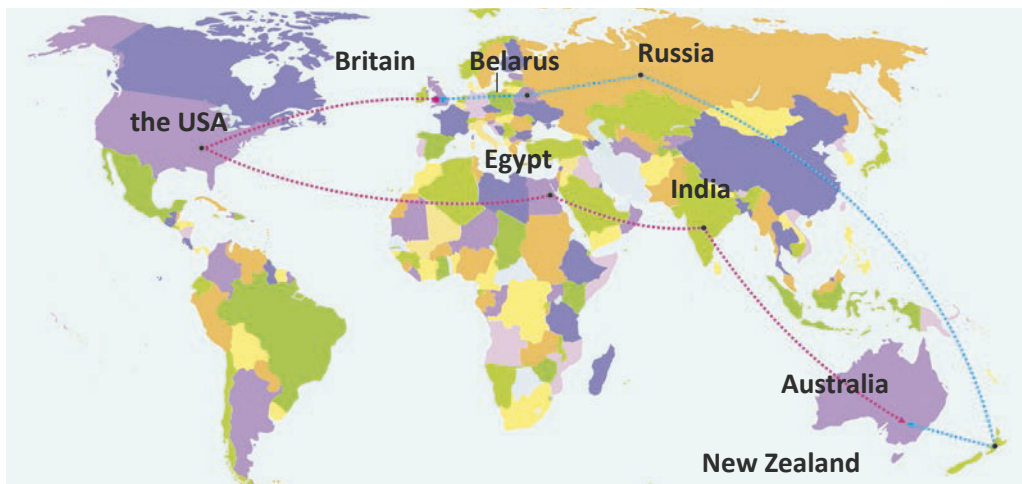 Britain
Belarus
Russia
the USA
Egypt
India
Australia
New Zealand